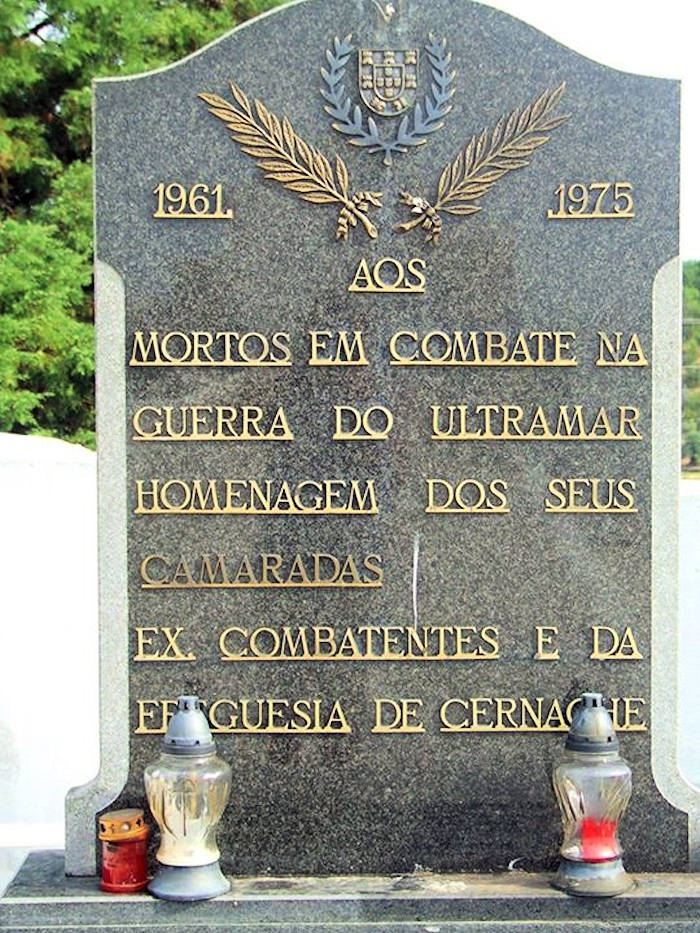 1961 1975
AOS
MORTOS EM COMBATE NA
GUERRA DO ULTRAMAR
HOMENAGEM DOS SEUS
CAMARADAS
EX. COMBATENTES E DA
FREGUESIA DE CERNACHE